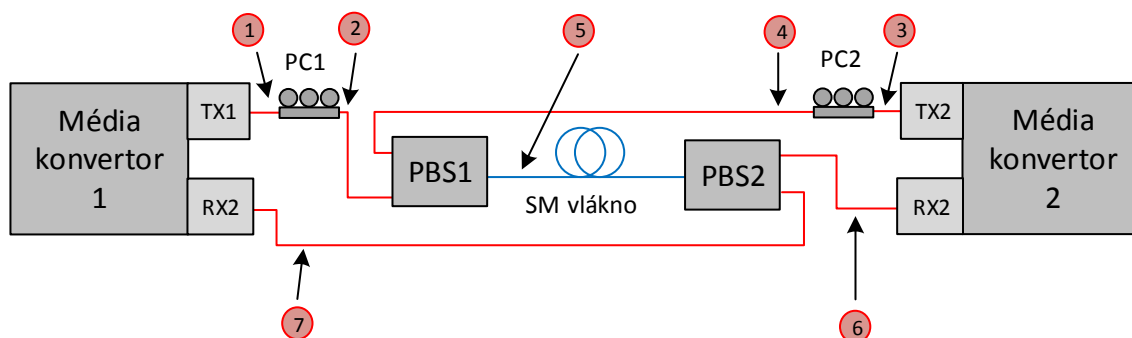 1
2
5
4
3
PC1
PC2
TX1
TX2
Média
konvertor
1
Média
konvertor
2
PBS1
PBS2
SM vlákno
RX2
RX2
7
6